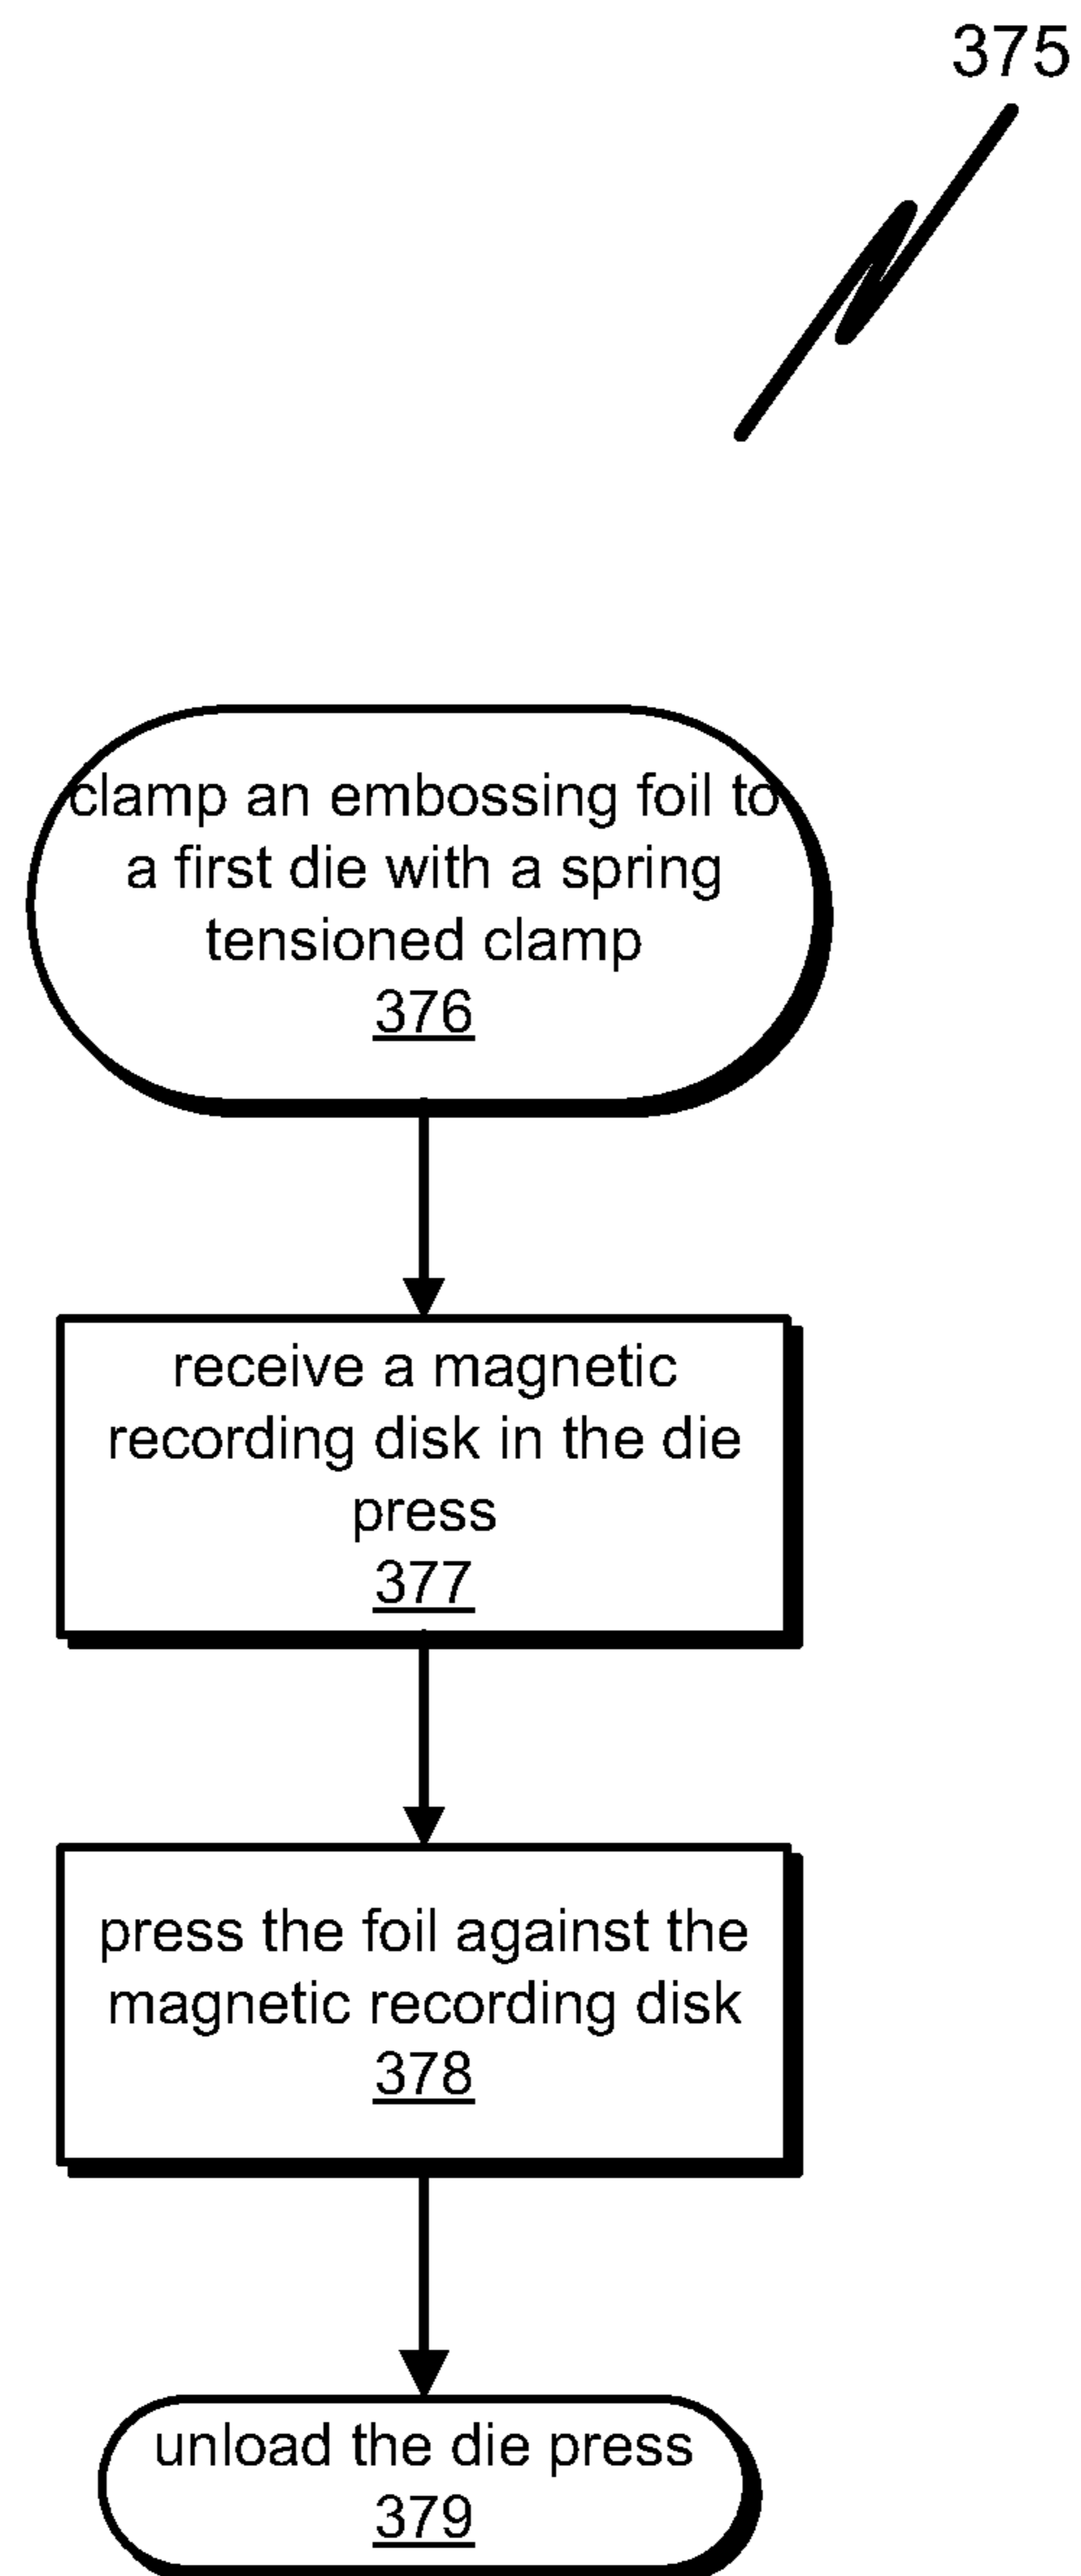 375
clamp an embossing foil to
a first die with a spring
tensioned clamp
376
receive a magnetic
recording disk in the die
press
377
press the foil against the
magnetic recording disk
378
unload the die press
379